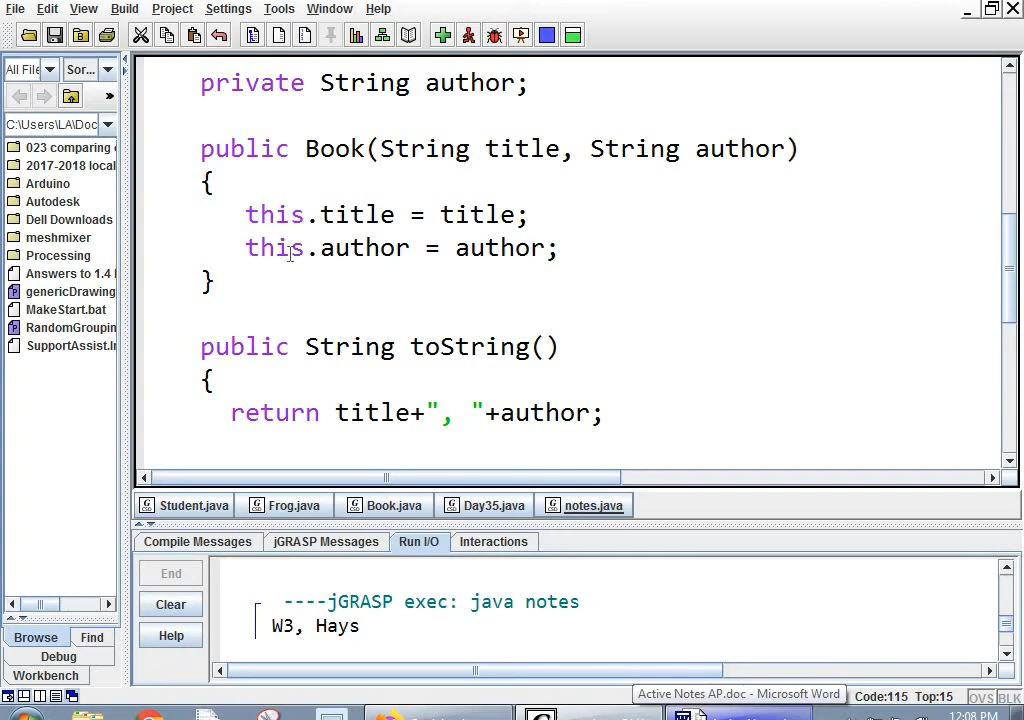 File Edit View Build Project Settings Tools Window Help
All File Sor...
C:\Users\LA\Doc
023 comparing
2017-2018 local
Arduino
Autodesk
Dell Downloads
meshmixer
Processing
Answers to 1.4
genericDrawing
MakeStart.bat
RandomGrouping
SupportAssist.In
Browse Find
Debug
Workbench
private String author;
public Book(String title, String author)
{
this.title = title;
this.author = author;
}
public String toString()
{
return title+", "+author;
Student.java Frog.java Book.java Day35.java notes.java
Compile Messages jGRASP Messages Run I/O Interactions
End
Clear
Help
----jGRASP exec: java notes
W3, Hays
Active Notes AP.doc - Microsoft Word
Code:115 Top:15 OVS BLK
12:08 PM